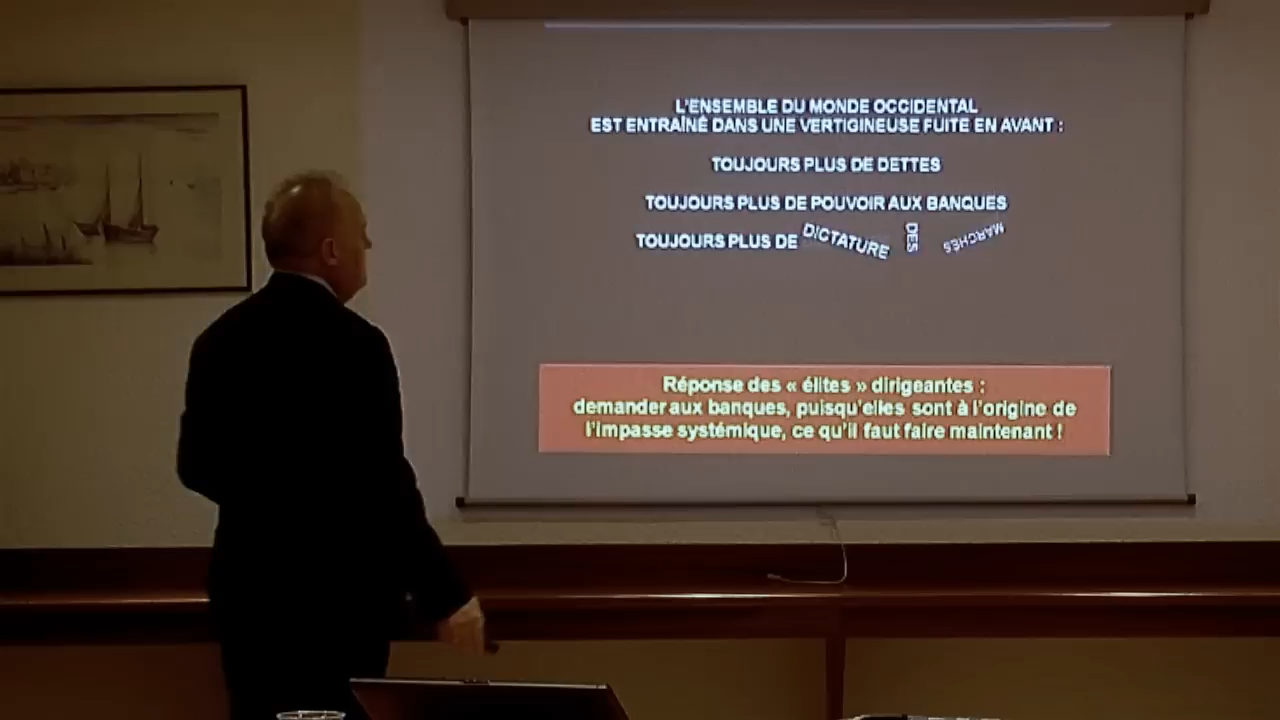 L'ENSEMBLE DU MONDE OCCIDENTAL
EST ENTRAÎNÉ DANS UNE VERTIGINEUSE FUITE EN AVANT :
TOUJOURS PLUS DE DETTES
TOUJOURS PLUS DE POUVOIR AUX BANQUES
TOUJOURS PLUS DE DICTATURE DES MARCHÉS
Réponse des « élites » dirigeantes :
demander aux banques, puisqu'elles sont à l'origine de
l'impasse systémique, ce qu'il faut faire maintenant !